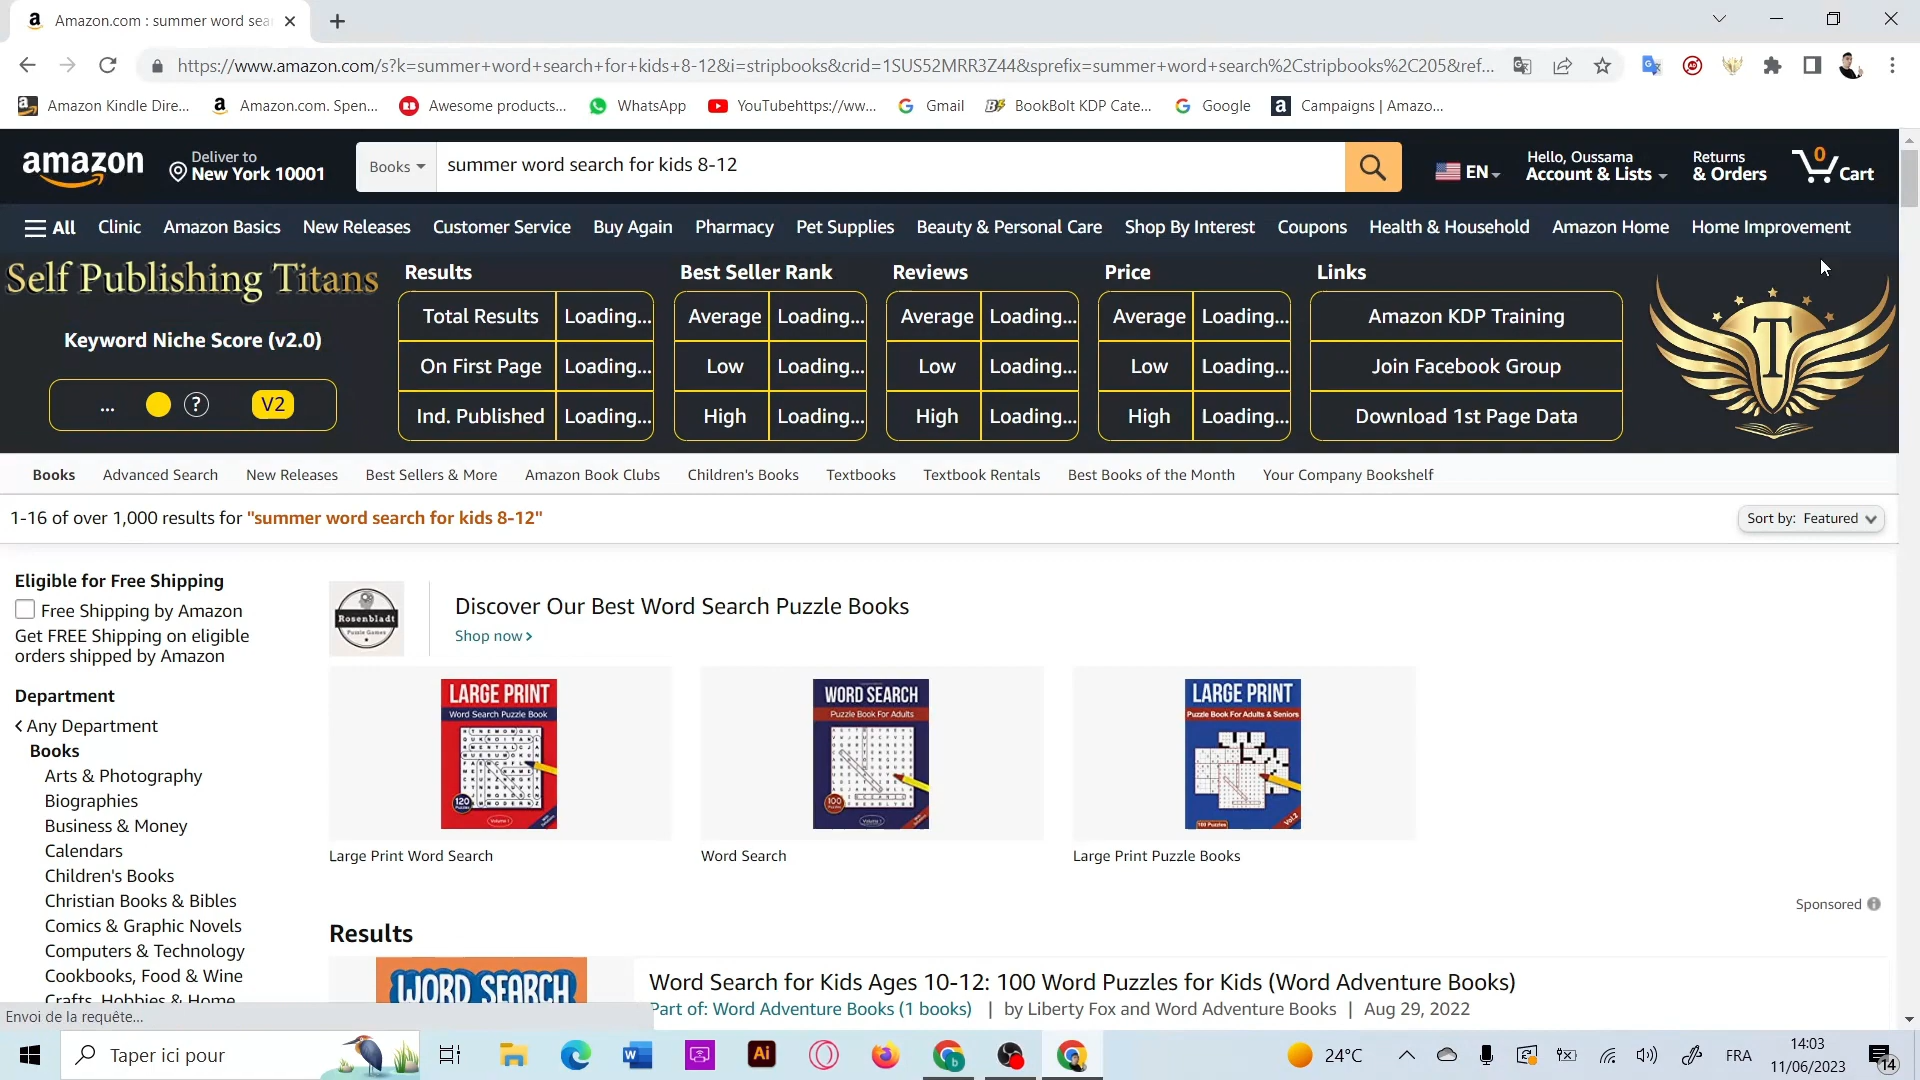 Amazon.com : summer word sea
https://www.amazon.com/s?k=summer+word+search+for+kids+8-12&i=stripbooks&crid=1SUS52MRR3Z44&sprefix=summer+word+search%2Cstripbooks%2C205&ref...
Amazon Kindle Dire... Amazon.com. Spen... Awesome products... WhatsApp YouTubehttps://ww... Gmail BookBolt KDP Cate... Google Campaigns | Amazo...
amazon Deliver to New York 10001 Books summer word search for kids 8-12 EN Hello, Oussama Account & Lists Returns & Orders 0 Cart
All Clinic Amazon Basics New Releases Customer Service Buy Again Pharmacy Pet Supplies Beauty & Personal Care Shop By Interest Coupons Health & Household Amazon Home Home Improvement
Self Publishing Titans
Keyword Niche Score (v2.0)
... ? V2
Results Best Seller Rank Reviews Price Links
Total Results Loading... Average Loading... Average Loading... Average Loading... Amazon KDP Training
On First Page Loading... Low Loading... Low Loading... Low Loading... Join Facebook Group
Ind. Published Loading... High Loading... High Loading... High Loading... Download 1st Page Data
T
Books Advanced Search New Releases Best Sellers & More Amazon Book Clubs Children's Books Textbooks Textbook Rentals Best Books of the Month Your Company Bookshelf
1-16 of over 1,000 results for "summer word search for kids 8-12"
Sort by: Featured
Eligible for Free Shipping
Free Shipping by Amazon
Get FREE Shipping on eligible
orders shipped by Amazon
Department
Any Department
Books
Arts & Photography
Biographies
Business & Money
Calendars
Children's Books
Christian Books & Bibles
Comics & Graphic Novels
Computers & Technology
Cookbooks, Food & Wine
Crafts, Hobbies & Home
Rosenbladt
Puzzle Games
Discover Our Best Word Search Puzzle Books
Shop now
LARGE PRINT
Word Search Puzzle Book
120
Volume 1
Large Print Word Search
WORD SEARCH
Puzzle Book For Adults
100
Volume 1
Word Search
LARGE PRINT
Puzzle Book For Adults & Seniors
100 Puzzles
Vol.2
Large Print Puzzle Books
Sponsored
Results
WORD SEARCH
Word Search for Kids Ages 10-12: 100 Word Puzzles for Kids (Word Adventure Books)
Part of: Word Adventure Books (1 books) | by Liberty Fox and Word Adventure Books | Aug 29, 2022
Envoi de la requête...
Taper ici pour
24°C
FRA
14:03
11/06/2023
14